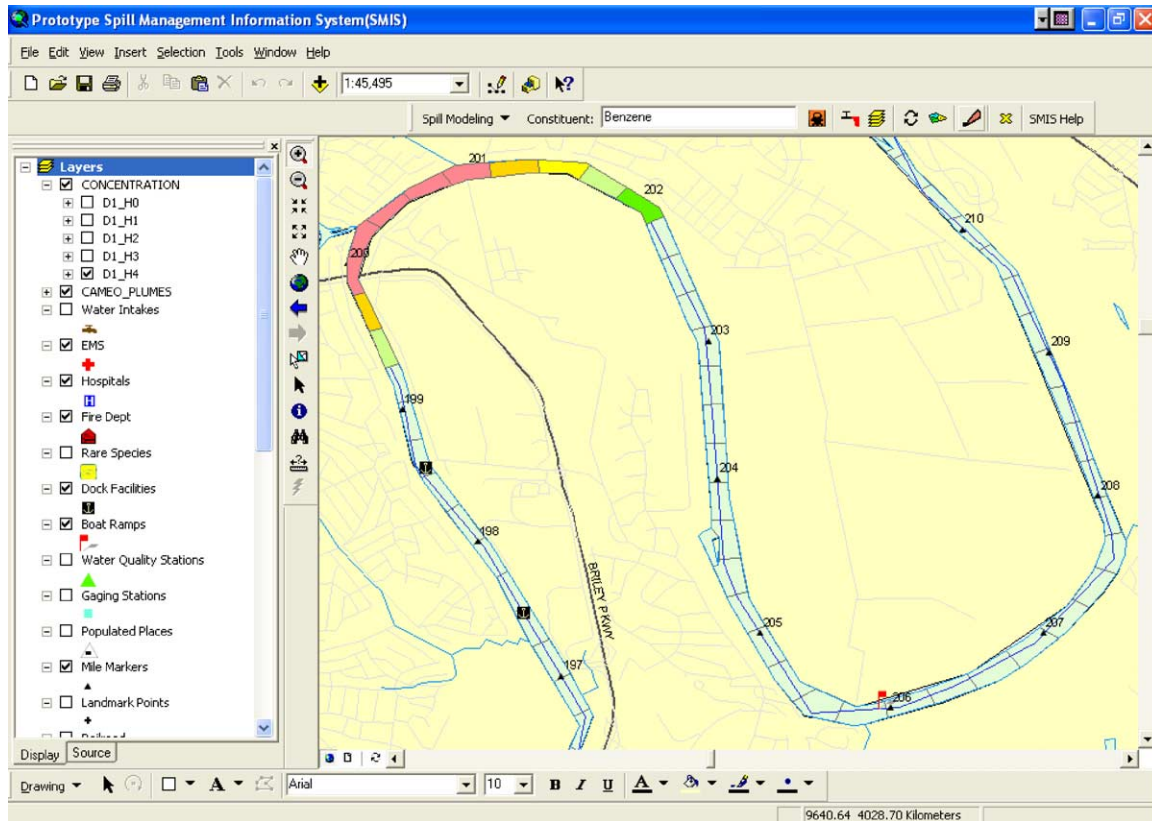 Prototype Spill Management Information System(SMIS)
File Edit View Insert Selection Tools Window Help
1:45,495
Spill Modeling Constituent: Benzene SMIS Help
Layers
CONCENTRATION
D1_H0
D1_H1
D1_H2
D1_H3
D1_H4
CAMEO_PLUMES
Water Intakes
EMS
Hospitals
H
Fire Dept
Rare Species
Dock Facilities
Boat Ramps
Water Quality Stations
Gaging Stations
Populated Places
Mile Markers
Landmark Points
Display Source
201
202
200
210
203
209
199
204
208
198
BRILEY PKWY
205
207
197
206
Drawing A Arial 10 B I U A
9640.64 4028.70 Kilometers